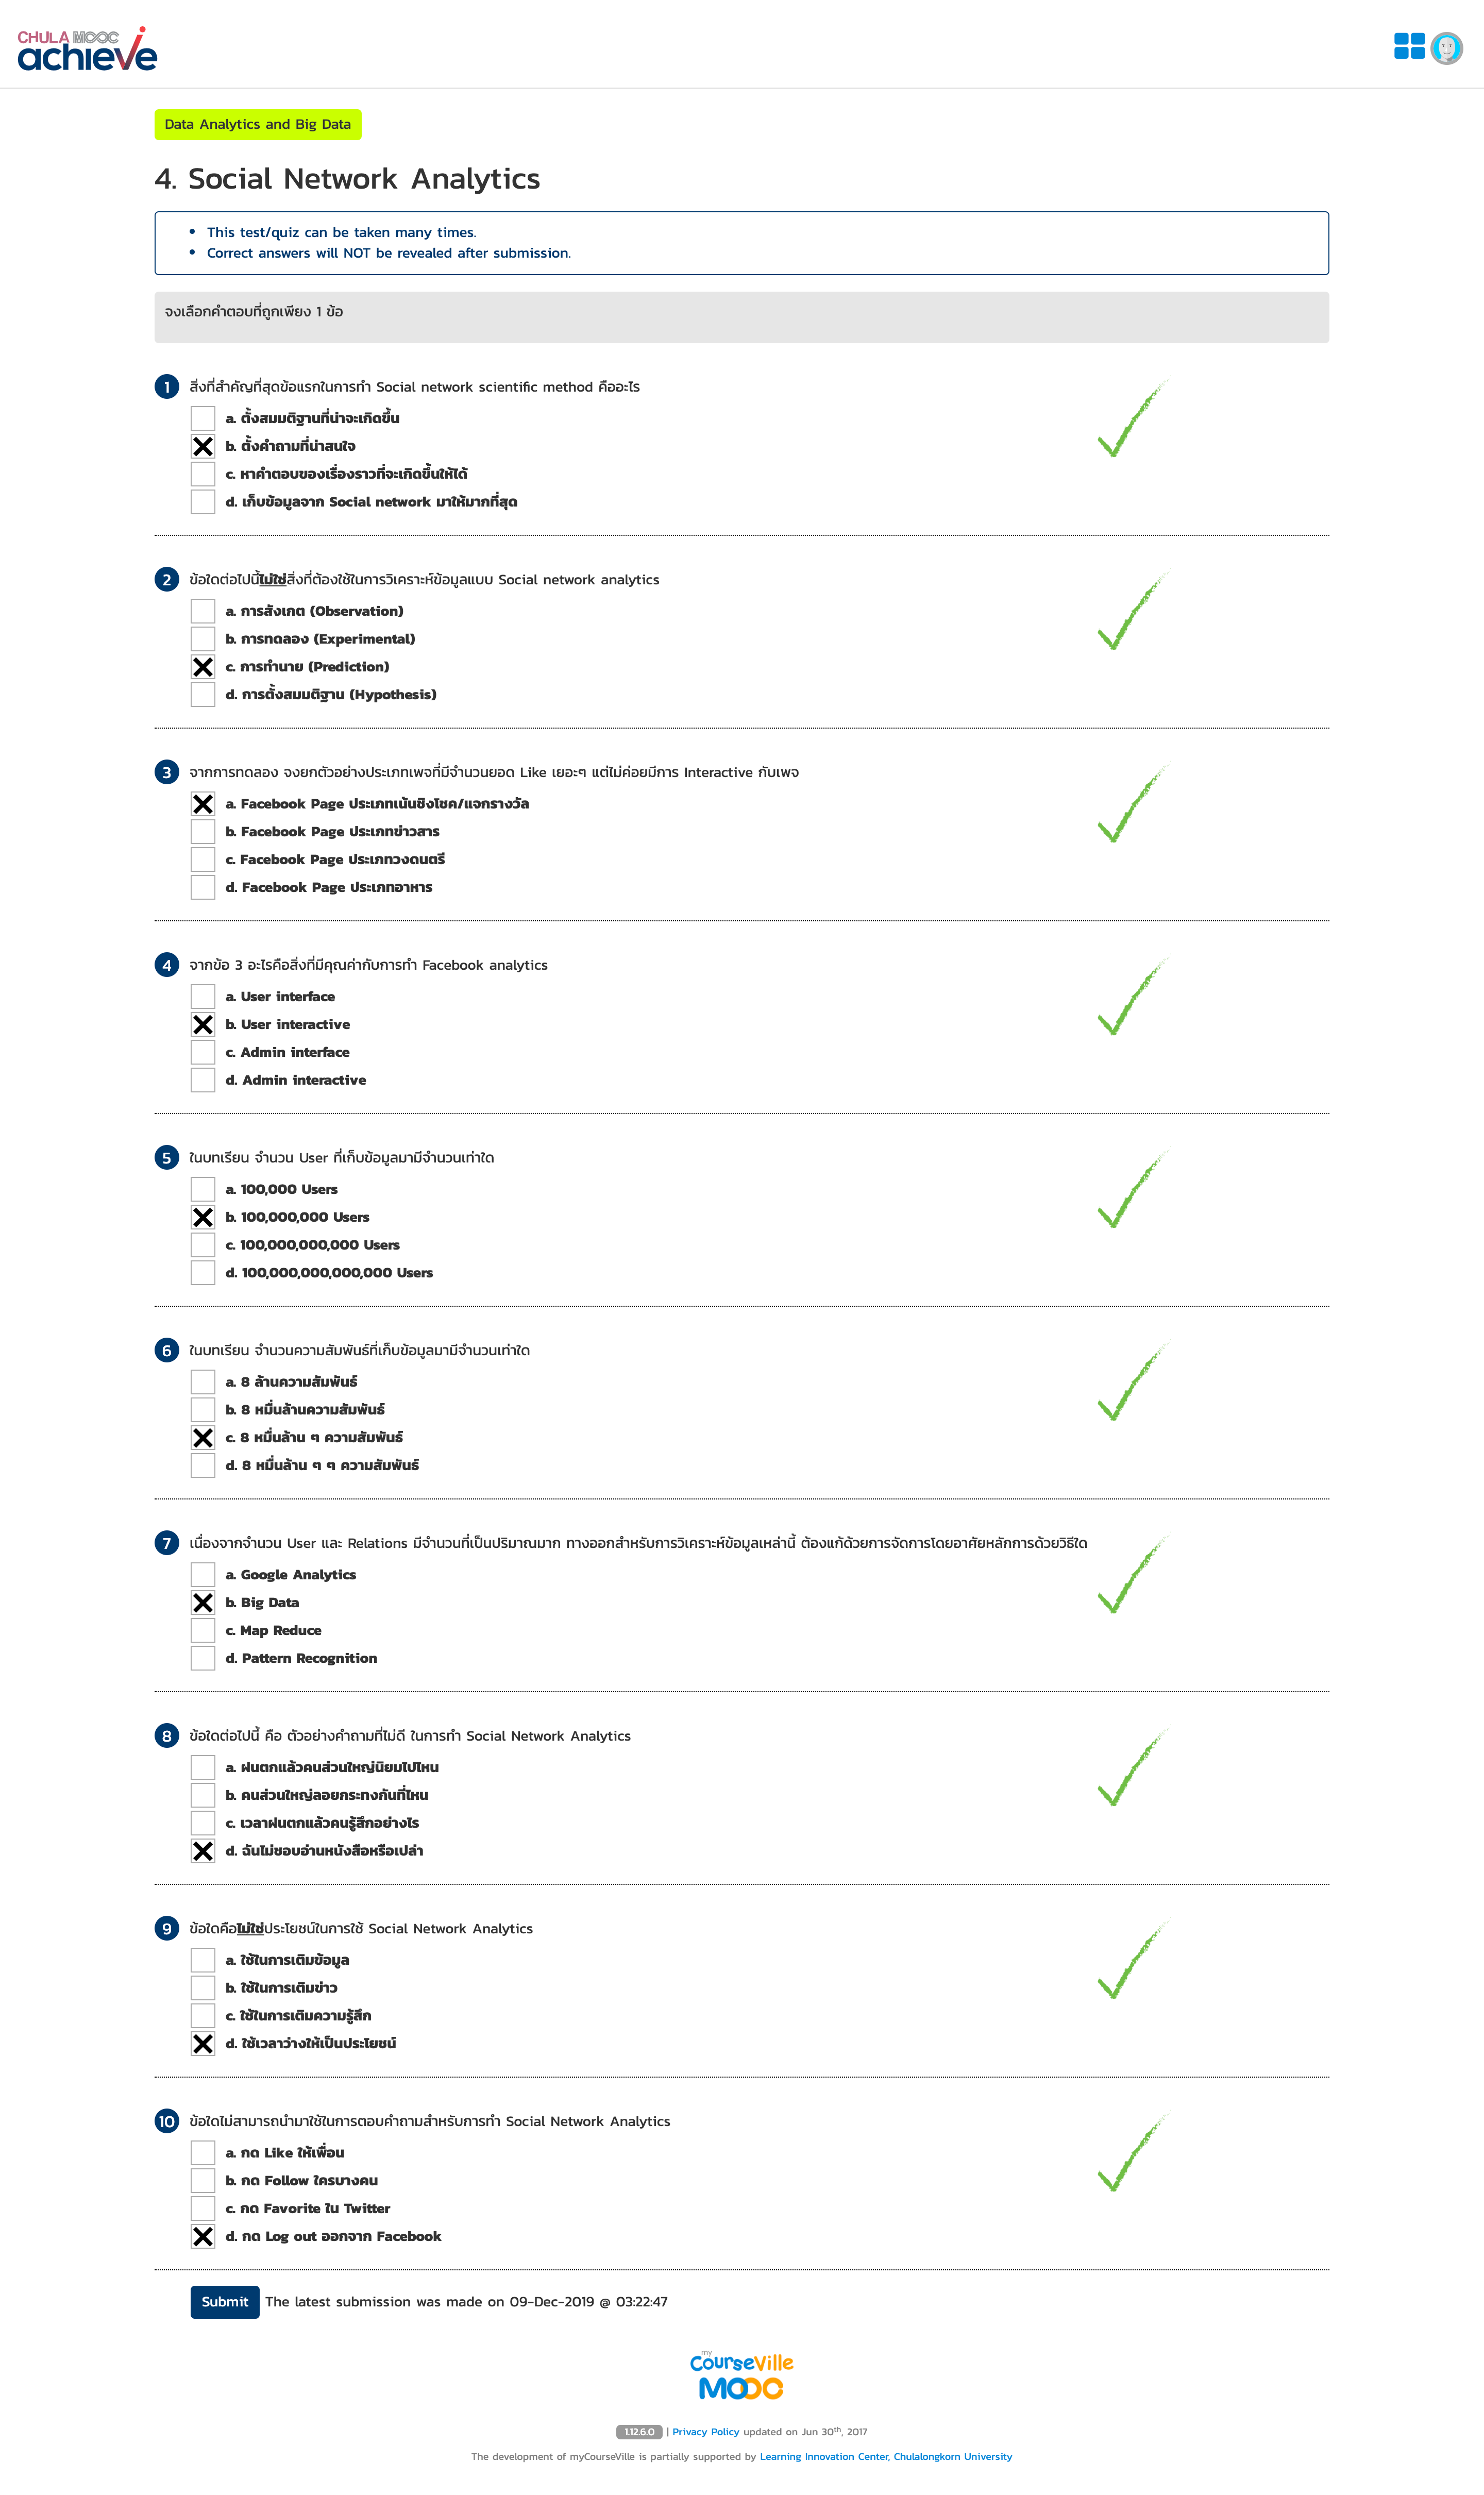 CHULA MOOC
achieve
Data Analytics and Big Data
4. Social Network Analytics
• This test/quiz can be taken many times.
• Correct answers will NOT be revealed after submission.
จงเลือกคำตอบที่ถูกเพียง 1 ข้อ
1 สิ่งที่สำคัญที่สุดข้อแรกในการทำ Social network scientific method คืออะไร
a. ตั้งสมมติฐานที่น่าจะเกิดขึ้น
b. ตั้งคำถามที่น่าสนใจ
c. หาคำตอบของเรื่องราวที่จะเกิดขึ้นให้ได้
d. เก็บข้อมูลจาก Social network มาให้มากที่สุด
2 ข้อใดต่อไปนี้ไม่ใช่สิ่งที่ต้องใช้ในการวิเคราะห์ข้อมูลแบบ Social network analytics
a. การสังเกต (Observation)
b. การทดลอง (Experimental)
c. การทำนาย (Prediction)
d. การตั้งสมมติฐาน (Hypothesis)
3 จากการทดลอง จงยกตัวอย่างประเภทเพจที่มีจำนวนยอด Like เยอะๆ แต่ไม่ค่อยมีการ Interactive กับเพจ
a. Facebook Page ประเภทเน้นชิงโชค/แจกรางวัล
b. Facebook Page ประเภทข่าวสาร
c. Facebook Page ประเภทวงดนตรี
d. Facebook Page ประเภทอาหาร
4 จากข้อ 3 อะไรคือสิ่งที่มีคุณค่ากับการทำ Facebook analytics
a. User interface
b. User interactive
c. Admin interface
d. Admin interactive
5 ในบทเรียน จำนวน User ที่เก็บข้อมูลมามีจำนวนเท่าใด
a. 100,000 Users
b. 100,000,000 Users
c. 100,000,000,000 Users
d. 100,000,000,000,000 Users
6 ในบทเรียน จำนวนความสัมพันธ์ที่เก็บข้อมูลมามีจำนวนเท่าใด
a. 8 ล้านความสัมพันธ์
b. 8 หมื่นล้านความสัมพันธ์
c. 8 หมื่นล้าน ๆ ความสัมพันธ์
d. 8 หมื่นล้าน ๆ ๆ ความสัมพันธ์
7 เนื่องจากจำนวน User และ Relations มีจำนวนที่เป็นปริมาณมาก ทางออกสำหรับการวิเคราะห์ข้อมูลเหล่านี้ ต้องแก้ด้วยการจัดการโดยอาศัยหลักการด้วยวิธีใด
a. Google Analytics
b. Big Data
c. Map Reduce
d. Pattern Recognition
8 ข้อใดต่อไปนี้ คือ ตัวอย่างคำถามที่ไม่ดี ในการทำ Social Network Analytics
a. ฝนตกแล้วคนส่วนใหญ่นิยมไปไหน
b. คนส่วนใหญ่ลอยกระทงกันที่ไหน
c. เวลาฝนตกแล้วคนรู้สึกอย่างไร
d. ฉันไม่ชอบอ่านหนังสือหรือเปล่า
9 ข้อใดคือไม่ใช่ประโยชน์ในการใช้ Social Network Analytics
a. ใช้ในการเติมข้อมูล
b. ใช้ในการเติมข่าว
c. ใช้ในการเติมความรู้สึก
d. ใช้เวลาว่างให้เป็นประโยชน์
10 ข้อใดไม่สามารถนำมาใช้ในการตอบคำถามสำหรับการทำ Social Network Analytics
a. กด Like ให้เพื่อน
b. กด Follow ใครบางคน
c. กด Favorite ใน Twitter
d. กด Log out ออกจาก Facebook
Submit The latest submission was made on 09-Dec-2019 @ 03:22:47
my
CourseVille
MOOC
1.12.6.0 | Privacy Policy updated on Jun 30th, 2017
The development of myCourseVille is partially supported by Learning Innovation Center, Chulalongkorn University